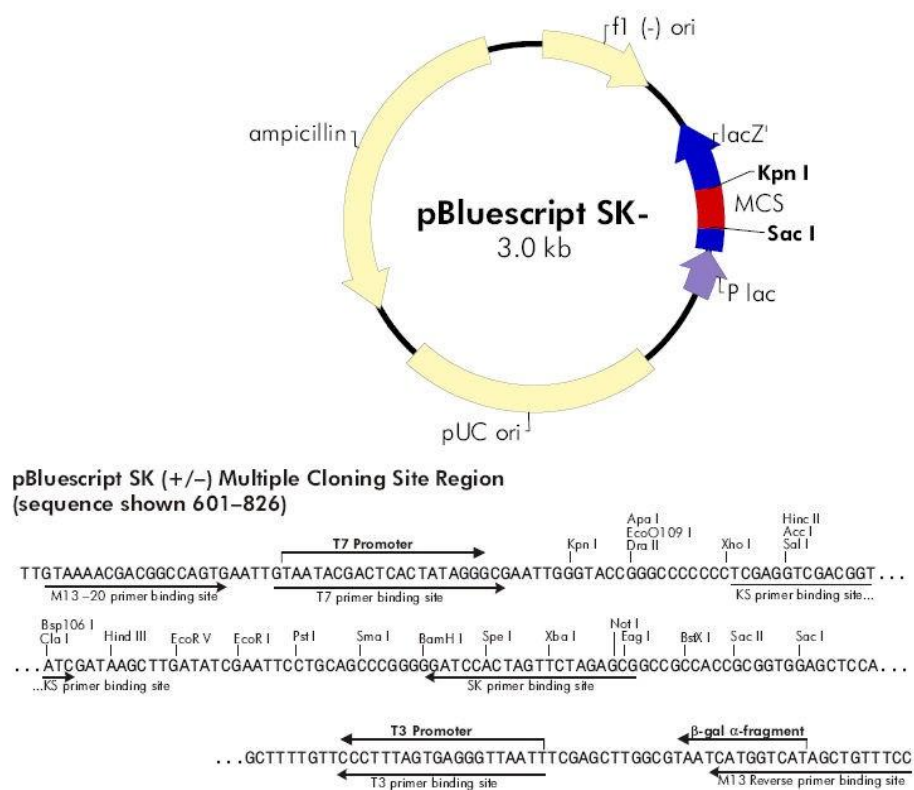 f1 (-) ori
ampicillin
lacZ'
Kpn I
MCS
Sac I
P lac
pBluescript SK-
3.0 kb
pUC ori
pBluescript SK (+/–) Multiple Cloning Site Region
(sequence shown 601–826)
T7 Promoter
Kpn I
Apa I
EcoO109 I
Dra II
Xho I
Hinc II
Acc I
Sal I
TTGTAAAACGACGGCCAGTGAATTGTAATACGACTCACTATAGGGCGAATTGGGTACCGGGCCCCCCCTCGAGGTCGACGGT...
M13 –20 primer binding site
T7 primer binding site
KS primer binding site...
Bsp106 I
Cla I
Hind III
EcoR V
EcoR I
Pst I
Sma I
BamH I
Spe I
Xba I
Not I
Eag I
BstX I
Sac II
Sac I
...ATCGATAAGCTTGATATCGAATTCCTGCAGCCCGGGGGATCCACTAGTTCTAGAGCGGCCGCCACCGCGGTGGAGCTCCA...
...KS primer binding site
SK primer binding site
T3 Promoter
β-gal α-fragment
...GCTTTTGTTCCCTTTAGTGAGGGTTAATTTCGAGCTTGGCGTAATCATGGTCATAGCTGTTTCC
T3 primer binding site
M13 Reverse primer binding site